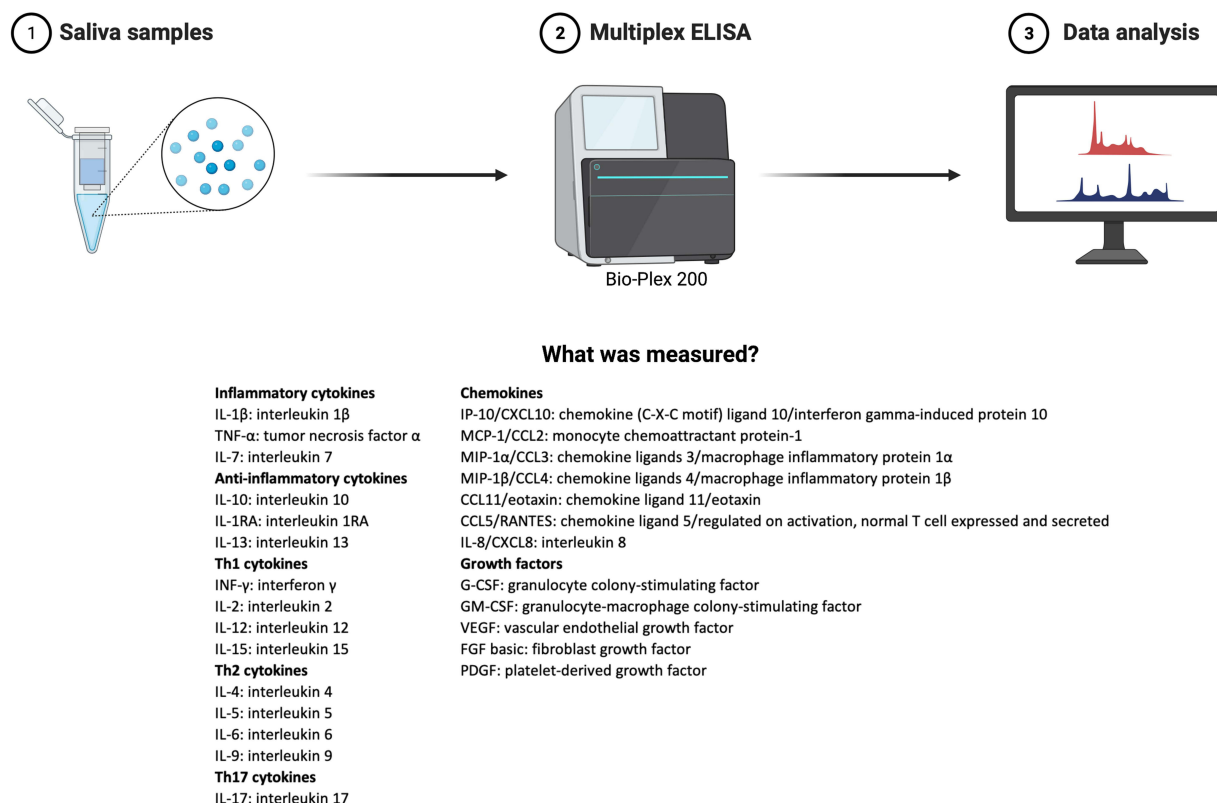 1 Saliva samples
2 Multiplex ELISA
3 Data analysis
Bio-Plex 200
What was measured?
Inflammatory cytokines
IL-1β: interleukin 1β
TNF-α: tumor necrosis factor α
IL-7: interleukin 7
Anti-inflammatory cytokines
IL-10: interleukin 10
IL-1RA: interleukin 1RA
IL-13: interleukin 13
Th1 cytokines
INF-γ: interferon γ
IL-2: interleukin 2
IL-12: interleukin 12
IL-15: interleukin 15
Th2 cytokines
IL-4: interleukin 4
IL-5: interleukin 5
IL-6: interleukin 6
IL-9: interleukin 9
Th17 cytokines
IL-17: interleukin 17
Chemokines
IP-10/CXCL10: chemokine (C-X-C motif) ligand 10/interferon gamma-induced protein 10
MCP-1/CCL2: monocyte chemoattractant protein-1
MIP-1α/CCL3: chemokine ligands 3/macrophage inflammatory protein 1α
MIP-1β/CCL4: chemokine ligands 4/macrophage inflammatory protein 1β
CCL11/eotaxin: chemokine ligand 11/eotaxin
CCL5/RANTES: chemokine ligand 5/regulated on activation, normal T cell expressed and secreted
IL-8/CXCL8: interleukin 8
Growth factors
G-CSF: granulocyte colony-stimulating factor
GM-CSF: granulocyte-macrophage colony-stimulating factor
VEGF: vascular endothelial growth factor
FGF basic: fibroblast growth factor
PDGF: platelet-derived growth factor